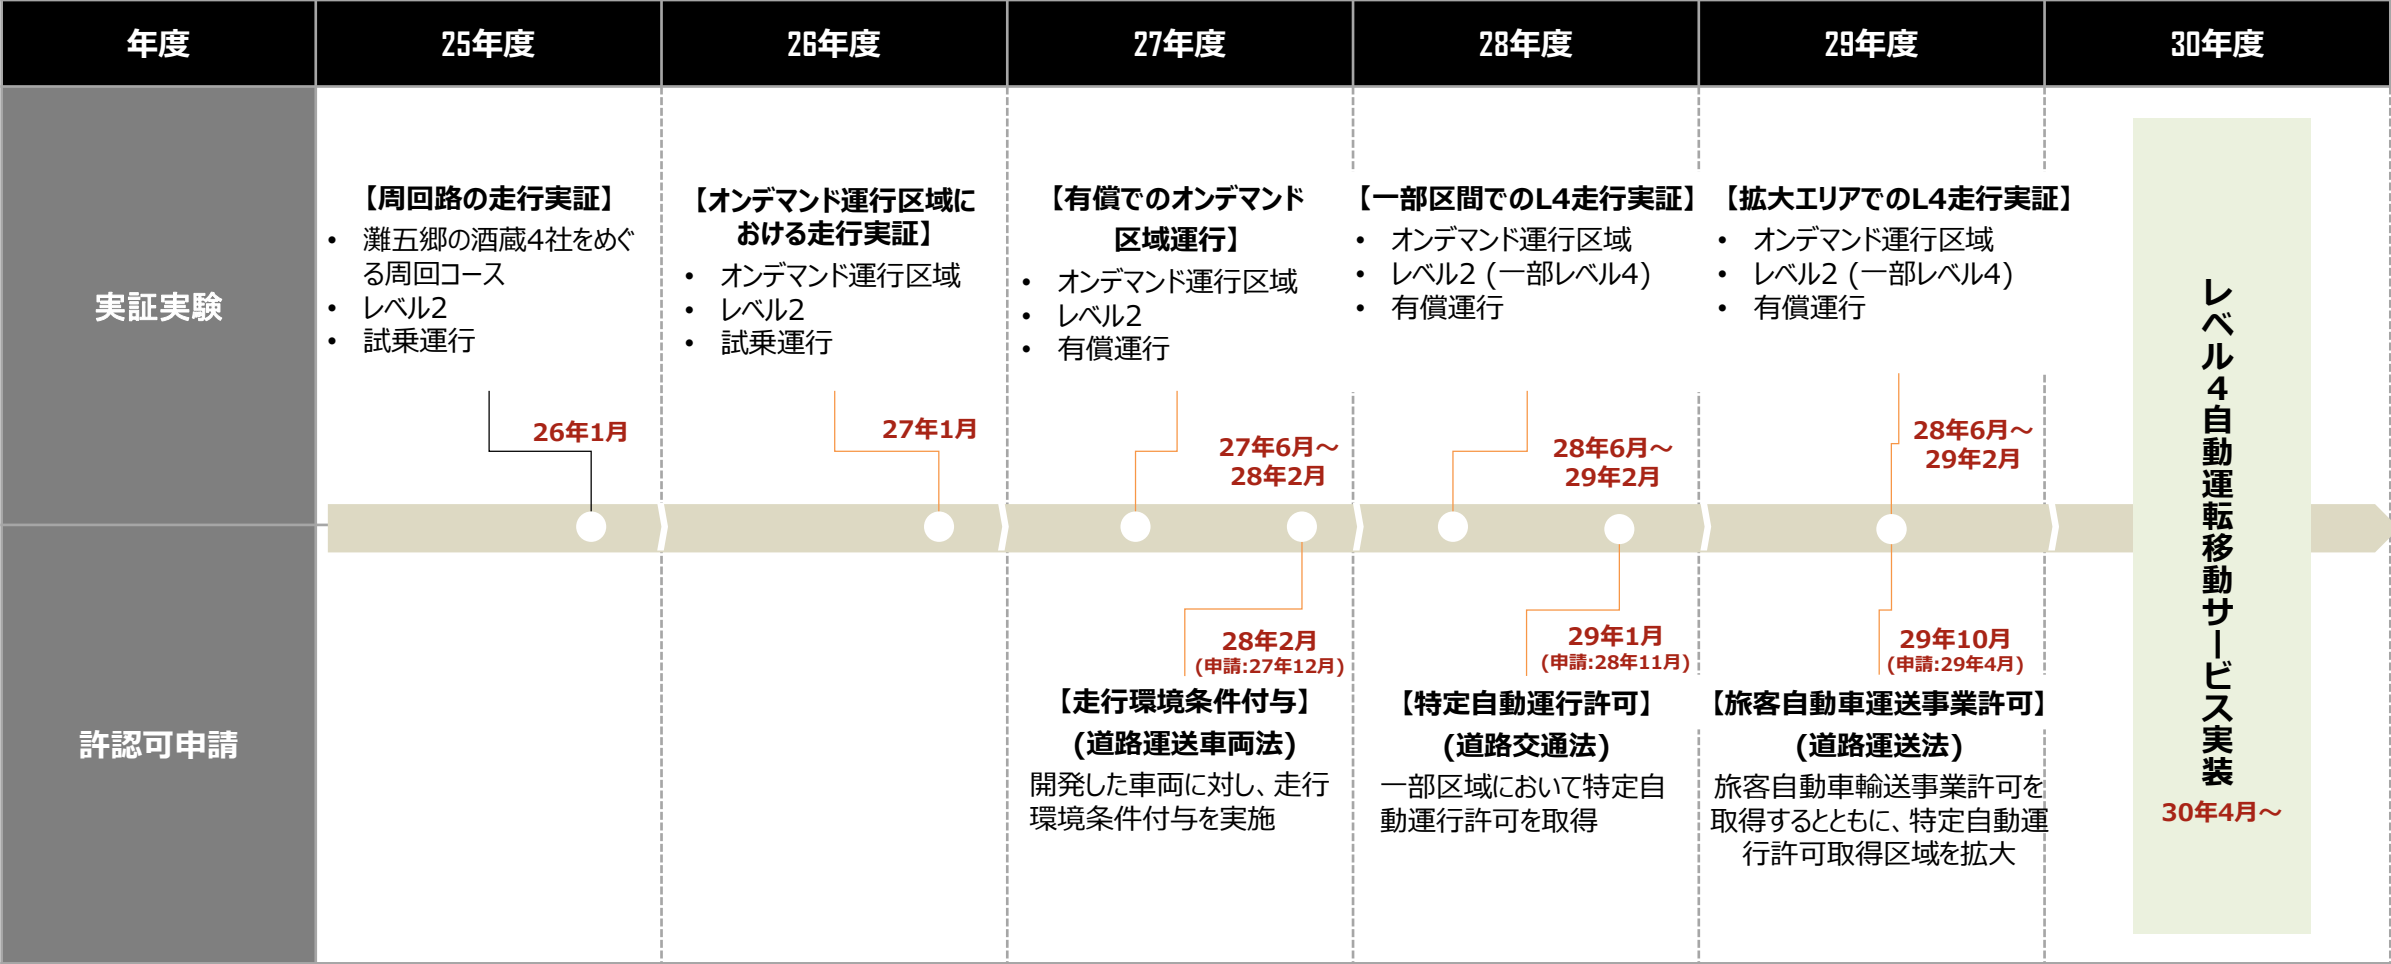 年度
25年度
26年度
27年度
28年度
29年度
30年度
実証実験
【周回路の走行実証】
• 灘五郷の酒蔵4社をめぐ
る周回コース
• レベル2
• 試乗運行
26年1月
【オンデマンド運行区域に
おける走行実証】
• オンデマンド運行区域
• レベル2
• 試乗運行
27年1月
【有償でのオンデマンド
区域運行】
• オンデマンド運行区域
• レベル2
• 有償運行
27年6月～
28年2月
【一部区間でのL4走行実証】
• オンデマンド運行区域
• レベル2 (一部レベル4)
• 有償運行
28年6月～
29年2月
【拡大エリアでのL4走行実証】
• オンデマンド運行区域
• レベル2 (一部レベル4)
• 有償運行
28年6月～
29年2月
許認可申請
28年2月
(申請:27年12月)
【走行環境条件付与】
(道路運送車両法)
開発した車両に対し、走行
環境条件付与を実施
29年1月
(申請:28年11月)
【特定自動運行許可】
(道路交通法)
一部区域において特定自
動運行許可を取得
29年10月
(申請:29年4月)
【旅客自動車運送事業許可】
(道路運送法)
旅客自動車輸送事業許可を
取得するとともに、特定自動運
行許可取得区域を拡大
レベル４自動運転移動サービス実装
30年4月～